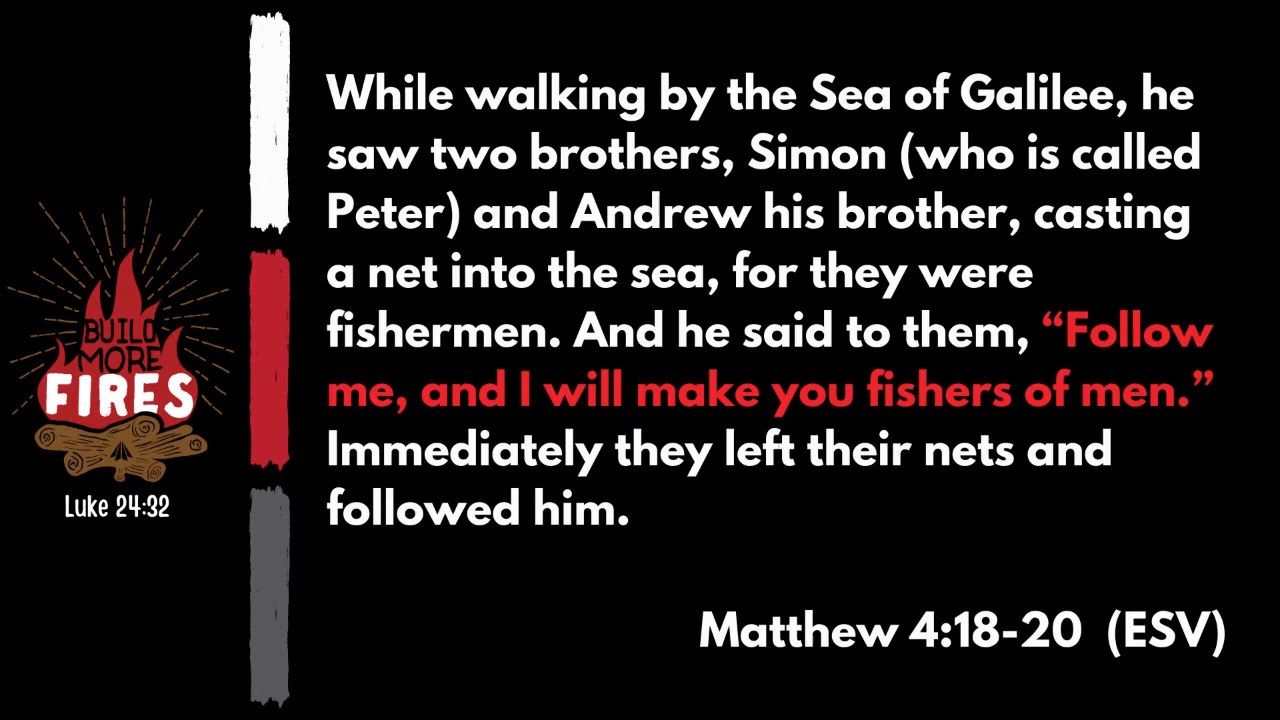 BUILD
MORE
FIRES
Luke 24:32
While walking by the Sea of Galilee, he
saw two brothers, Simon (who is called
Peter) and Andrew his brother, casting
a net into the sea, for they were
fishermen. And he said to them, “Follow
me, and I will make you fishers of men.”
Immediately they left their nets and
followed him.
Matthew 4:18-20 (ESV)